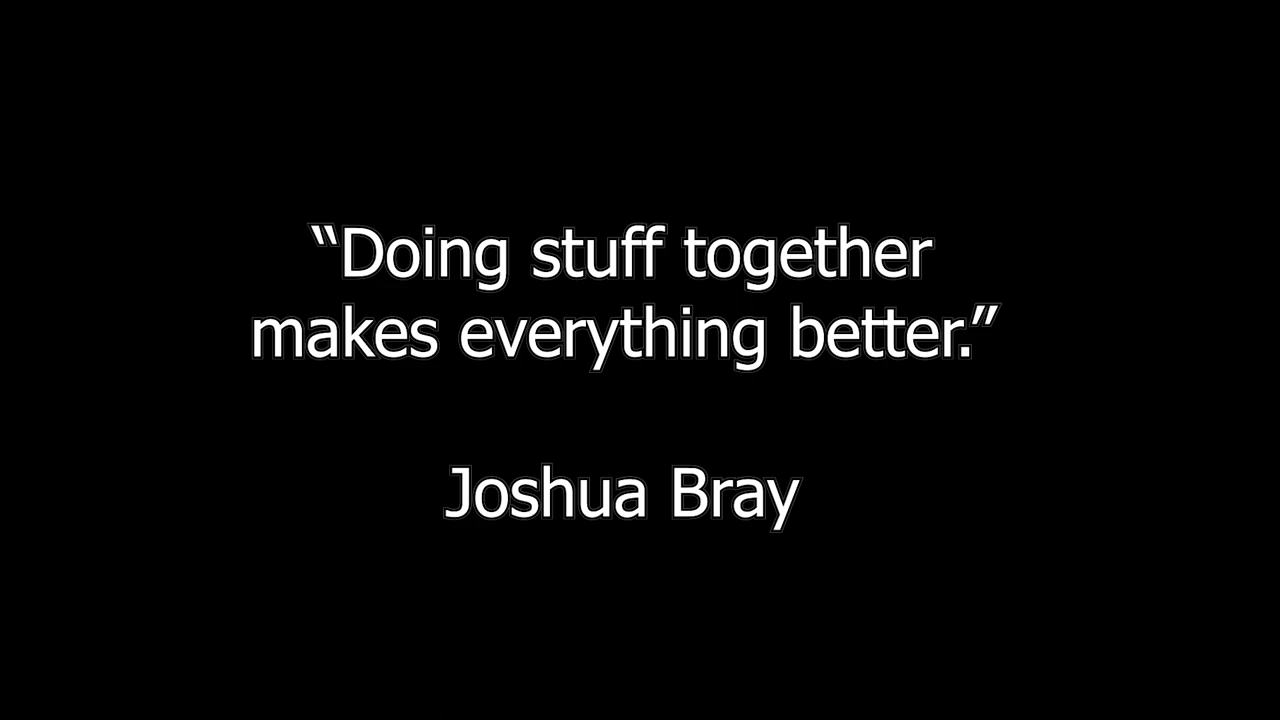 “Doing stuff together
makes everything better.”
Joshua Bray